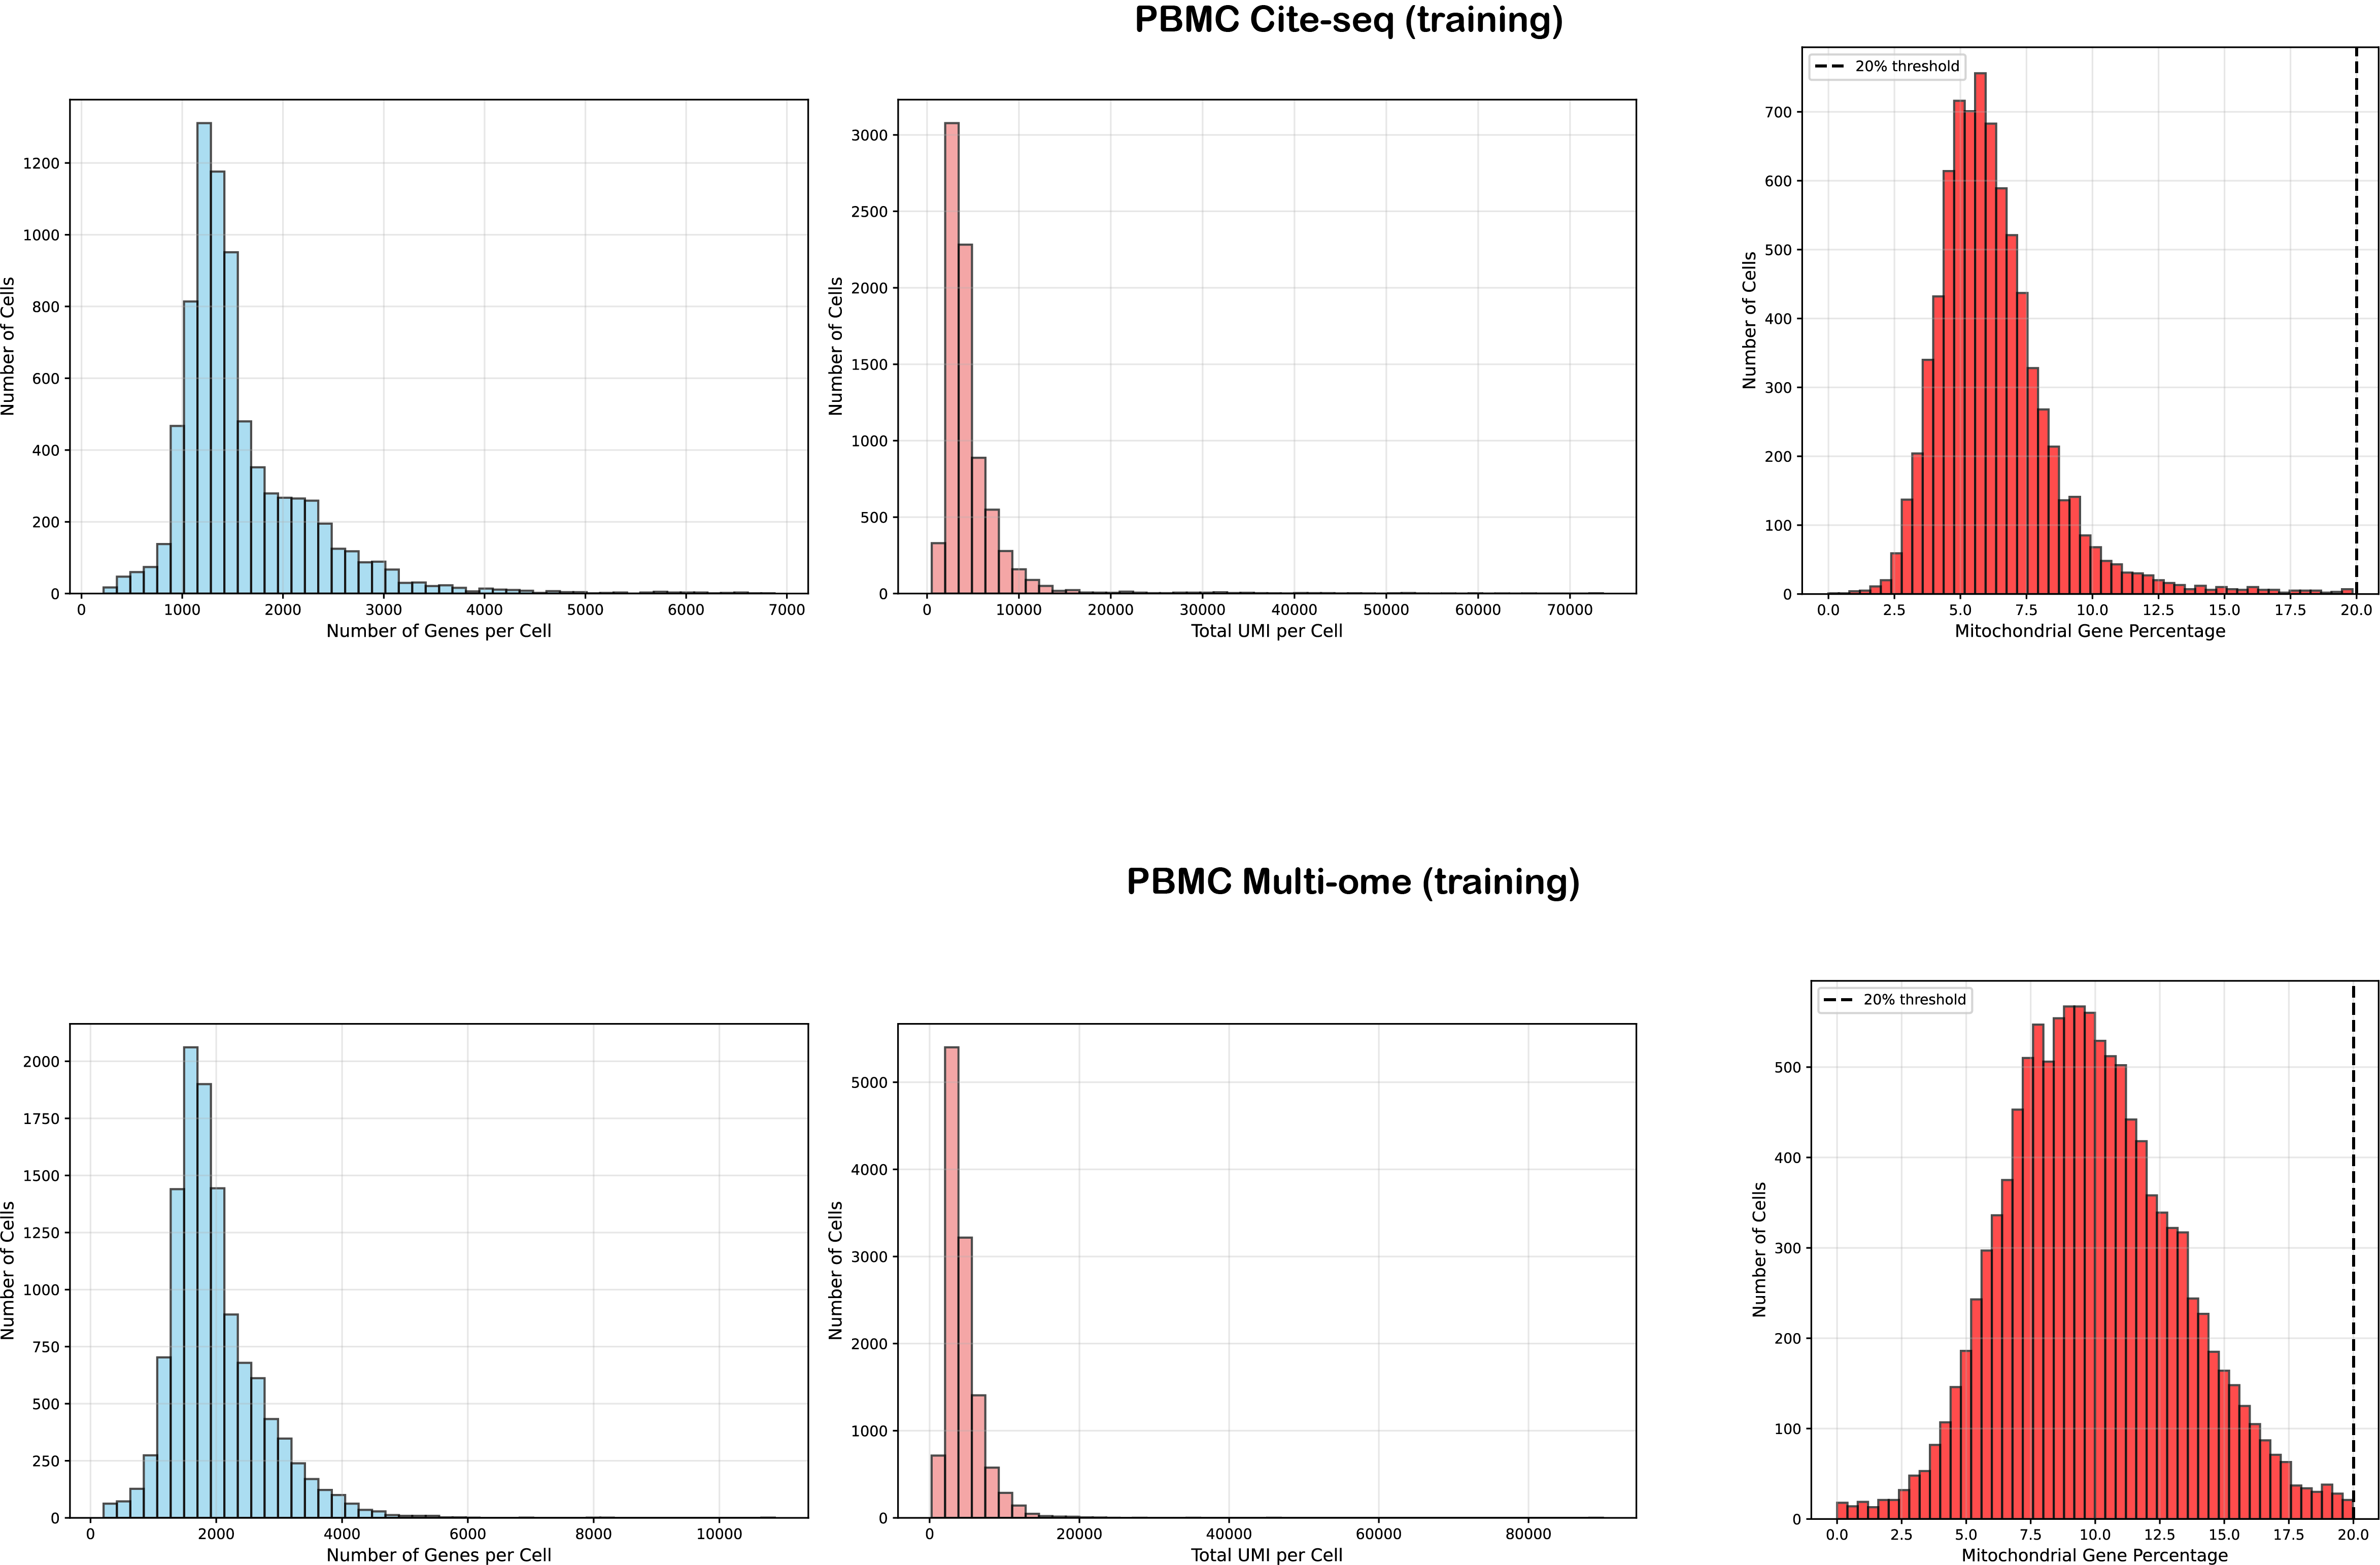 PBMC Cite-seq (training)
Number of Cells
0
200
400
600
800
1000
1200
0 1000 2000 3000 4000 5000 6000 7000
Number of Genes per Cell
Number of Cells
0
500
1000
1500
2000
2500
3000
0 10000 20000 30000 40000 50000 60000 70000
Total UMI per Cell
20% threshold
Number of Cells
0
100
200
300
400
500
600
700
0.0 2.5 5.0 7.5 10.0 12.5 15.0 17.5 20.0
Mitochondrial Gene Percentage
PBMC Multi-ome (training)
Number of Cells
0
250
500
750
1000
1250
1500
1750
2000
0 2000 4000 6000 8000 10000
Number of Genes per Cell
Number of Cells
0
1000
2000
3000
4000
5000
0 20000 40000 60000 80000
Total UMI per Cell
20% threshold
Number of Cells
0
100
200
300
400
500
0.0 2.5 5.0 7.5 10.0 12.5 15.0 17.5 20.0
Mitochondrial Gene Percentage